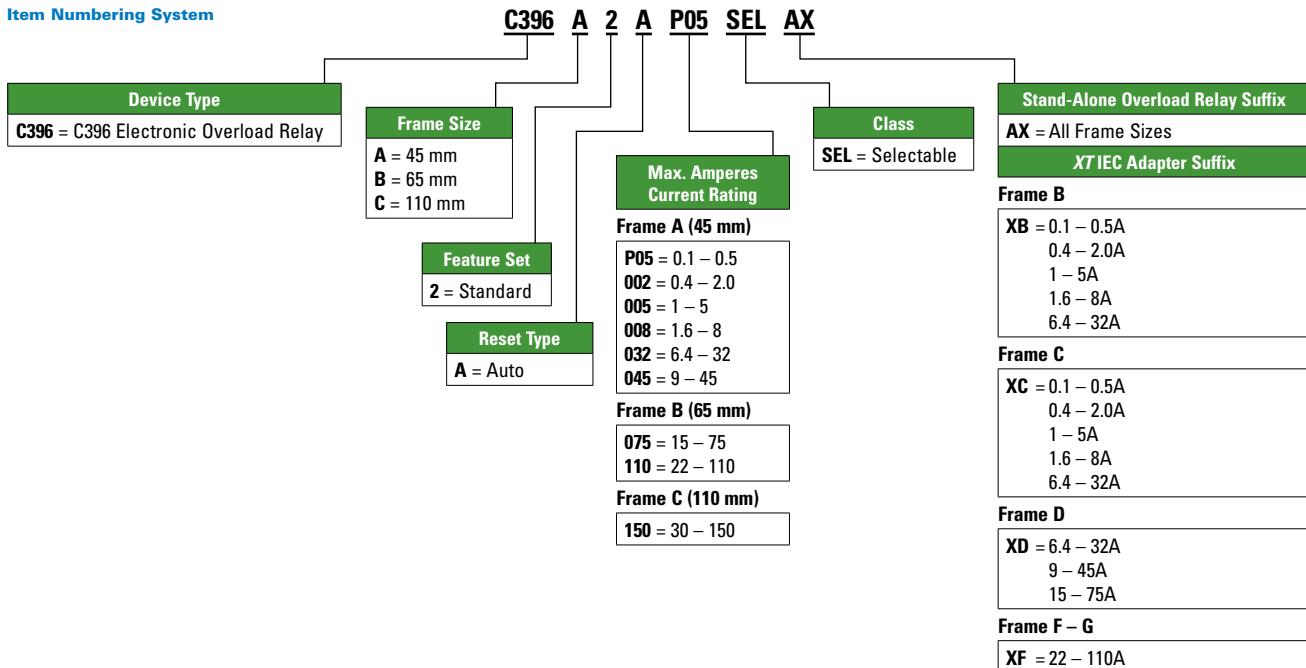 Item Numbering System
C396 A 2 A P05 SEL AX
Device Type
C396 = C396 Electronic Overload Relay
Frame Size
A = 45 mm
B = 65 mm
C = 110 mm
Feature Set
2 = Standard
Reset Type
A = Auto
Max. Amperes
Current Rating
Frame A (45 mm)
P05 = 0.1 – 0.5
002 = 0.4 – 2.0
005 = 1 – 5
008 = 1.6 – 8
032 = 6.4 – 32
045 = 9 – 45
Frame B (65 mm)
075 = 15 – 75
110 = 22 – 110
Frame C (110 mm)
150 = 30 – 150
Class
SEL = Selectable
Stand-Alone Overload Relay Suffix
AX = All Frame Sizes
XT IEC Adapter Suffix
Frame B
XB = 0.1 – 0.5A
0.4 – 2.0A
1 – 5A
1.6 – 8A
6.4 – 32A
Frame C
XC = 0.1 – 0.5A
0.4 – 2.0A
1 – 5A
1.6 – 8A
6.4 – 32A
Frame D
XD = 6.4 – 32A
9 – 45A
15 – 75A
Frame F – G
XF = 22 – 110A